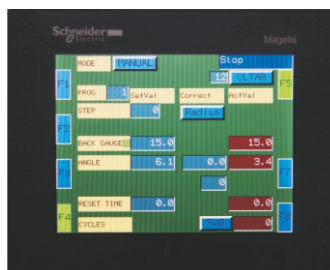 Schneider
Electric
Magelis
MODE MANUAL Stop
12 CLTAB
F1 F5
PROG 1 SetVal Correct ActVal
STEP 0 Radius
F2
BACK GAUGE 15.0 15.0
ANGLE 6.1 0.0 3.4
F3 F7
0
RESET TIME 0.0 0.0
F4
CYCLES 0